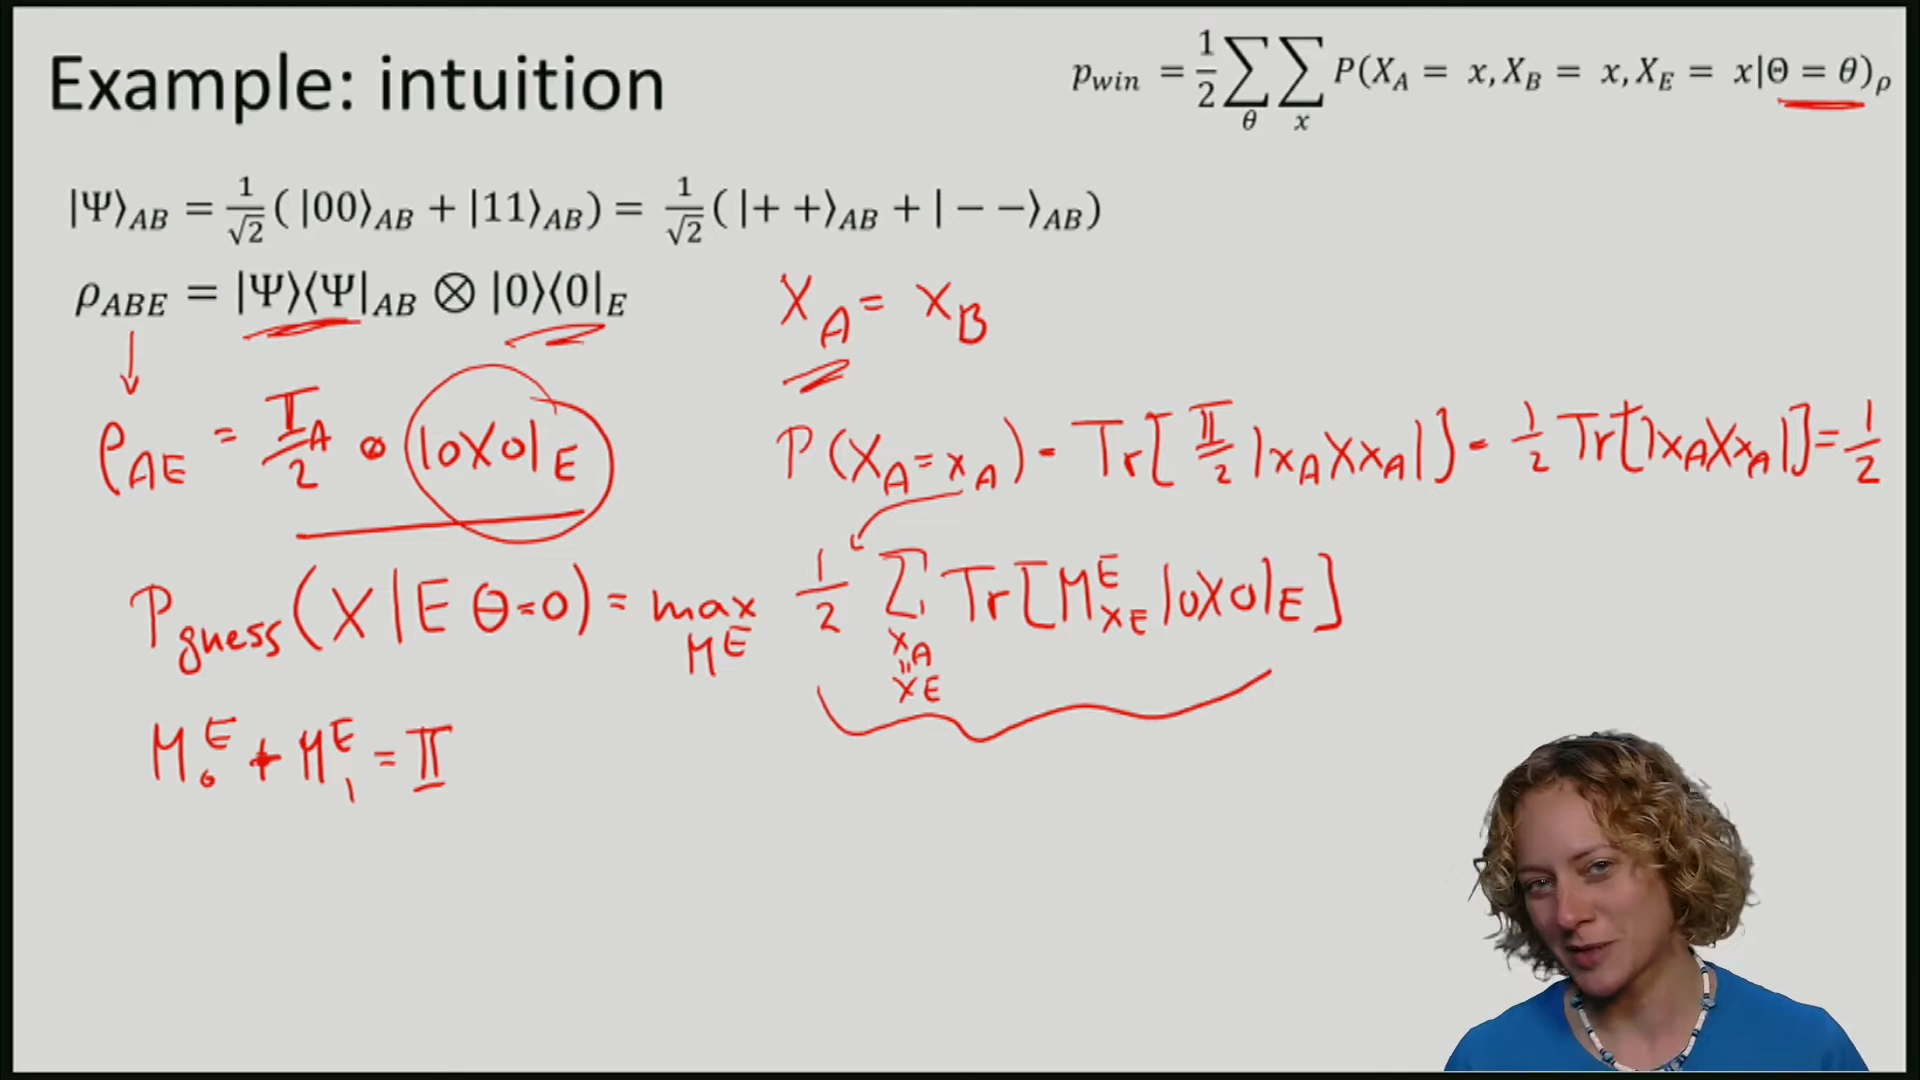 Example: intuition
p_win = 1/2 ∑_θ ∑_x P(X_A = x, X_B = x, X_E = x|Θ = θ)_ρ
|Ψ⟩_AB = 1/√2 ( |00⟩_AB + |11⟩_AB) = 1/√2 ( |+ +⟩_AB + | − −⟩_AB)
ρ_ABE = |Ψ⟩⟨Ψ|_AB ⊗ |0⟩⟨0|_E
X_A = X_B
ρ_AE = 𝕀_A/2 ⊗ |0⟩⟨0|_E
P(X_A = x_A) = Tr[𝕀/2 |x_A⟩⟨x_A|] = 1/2 Tr[|x_A⟩⟨x_A|] = 1/2
P_guess(X|E Θ=0) = max_{M^E} 1/2 ∑_{x_A = x_E} Tr[M^E_{x_E} |0⟩⟨0|_E]
M^E_0 + M^E_1 = 𝕀